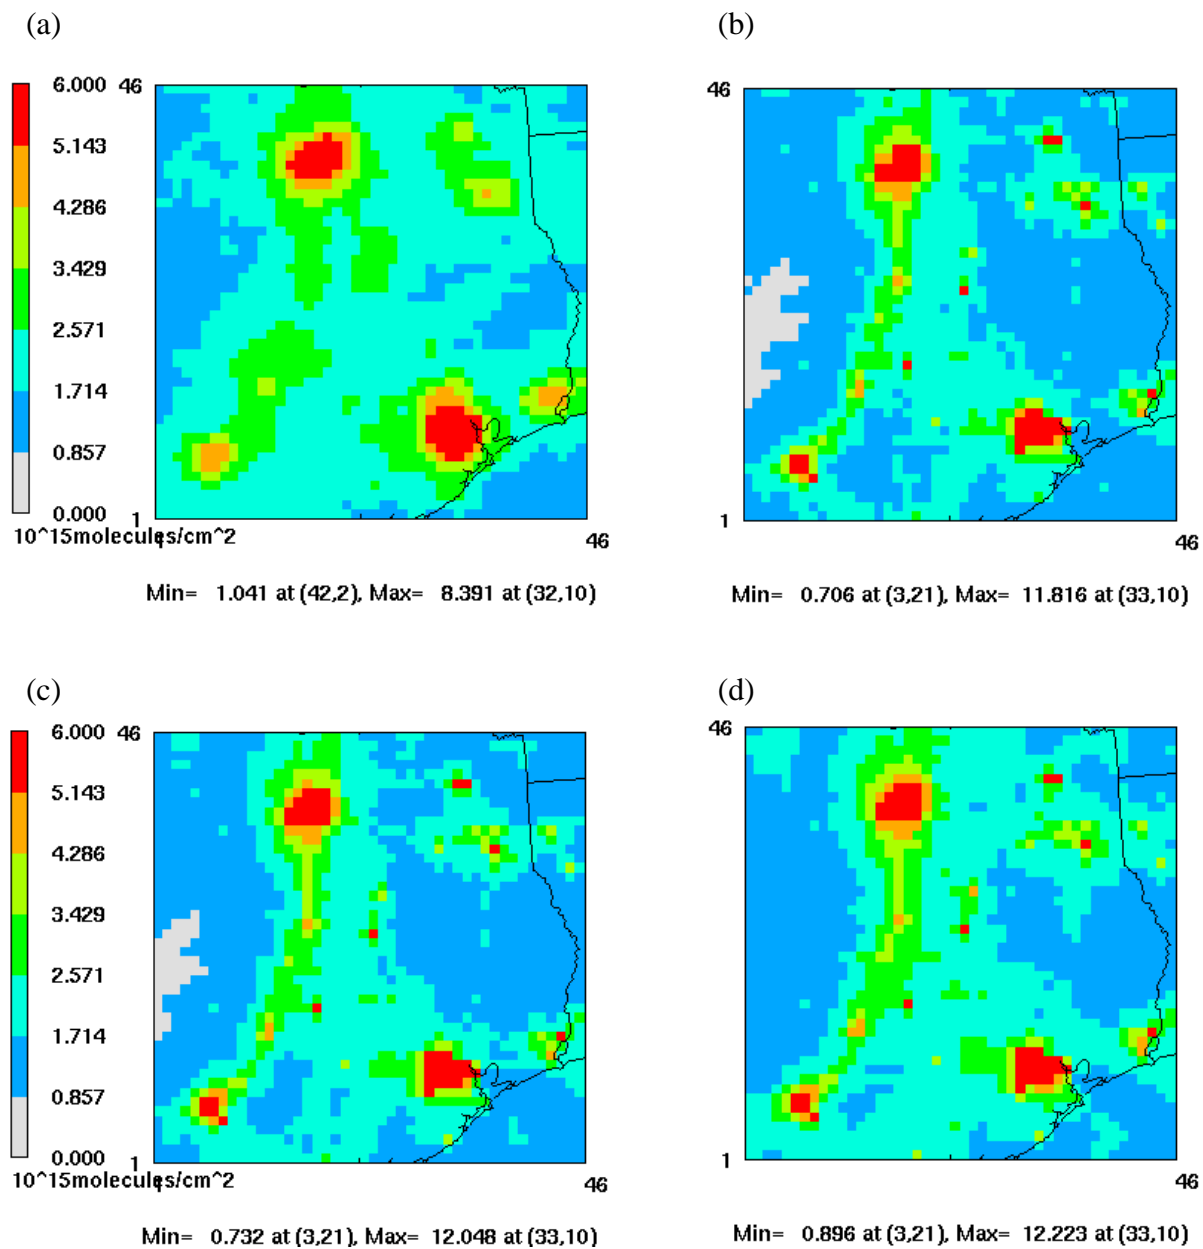 (a)
(b)
6.000
5.143
4.286
3.429
2.571
1.714
0.857
0.000
10^15molecules/cm^2
46
1
46
Min= 1.041 at (42,2), Max= 8.391 at (32,10)
46
1
46
Min= 0.706 at (3,21), Max= 11.816 at (33,10)
(c)
(d)
6.000
5.143
4.286
3.429
2.571
1.714
0.857
0.000
10^15molecules/cm^2
46
1
46
Min= 0.732 at (3,21), Max= 12.048 at (33,10)
46
1
46
Min= 0.896 at (3,21), Max= 12.223 at (33,10)